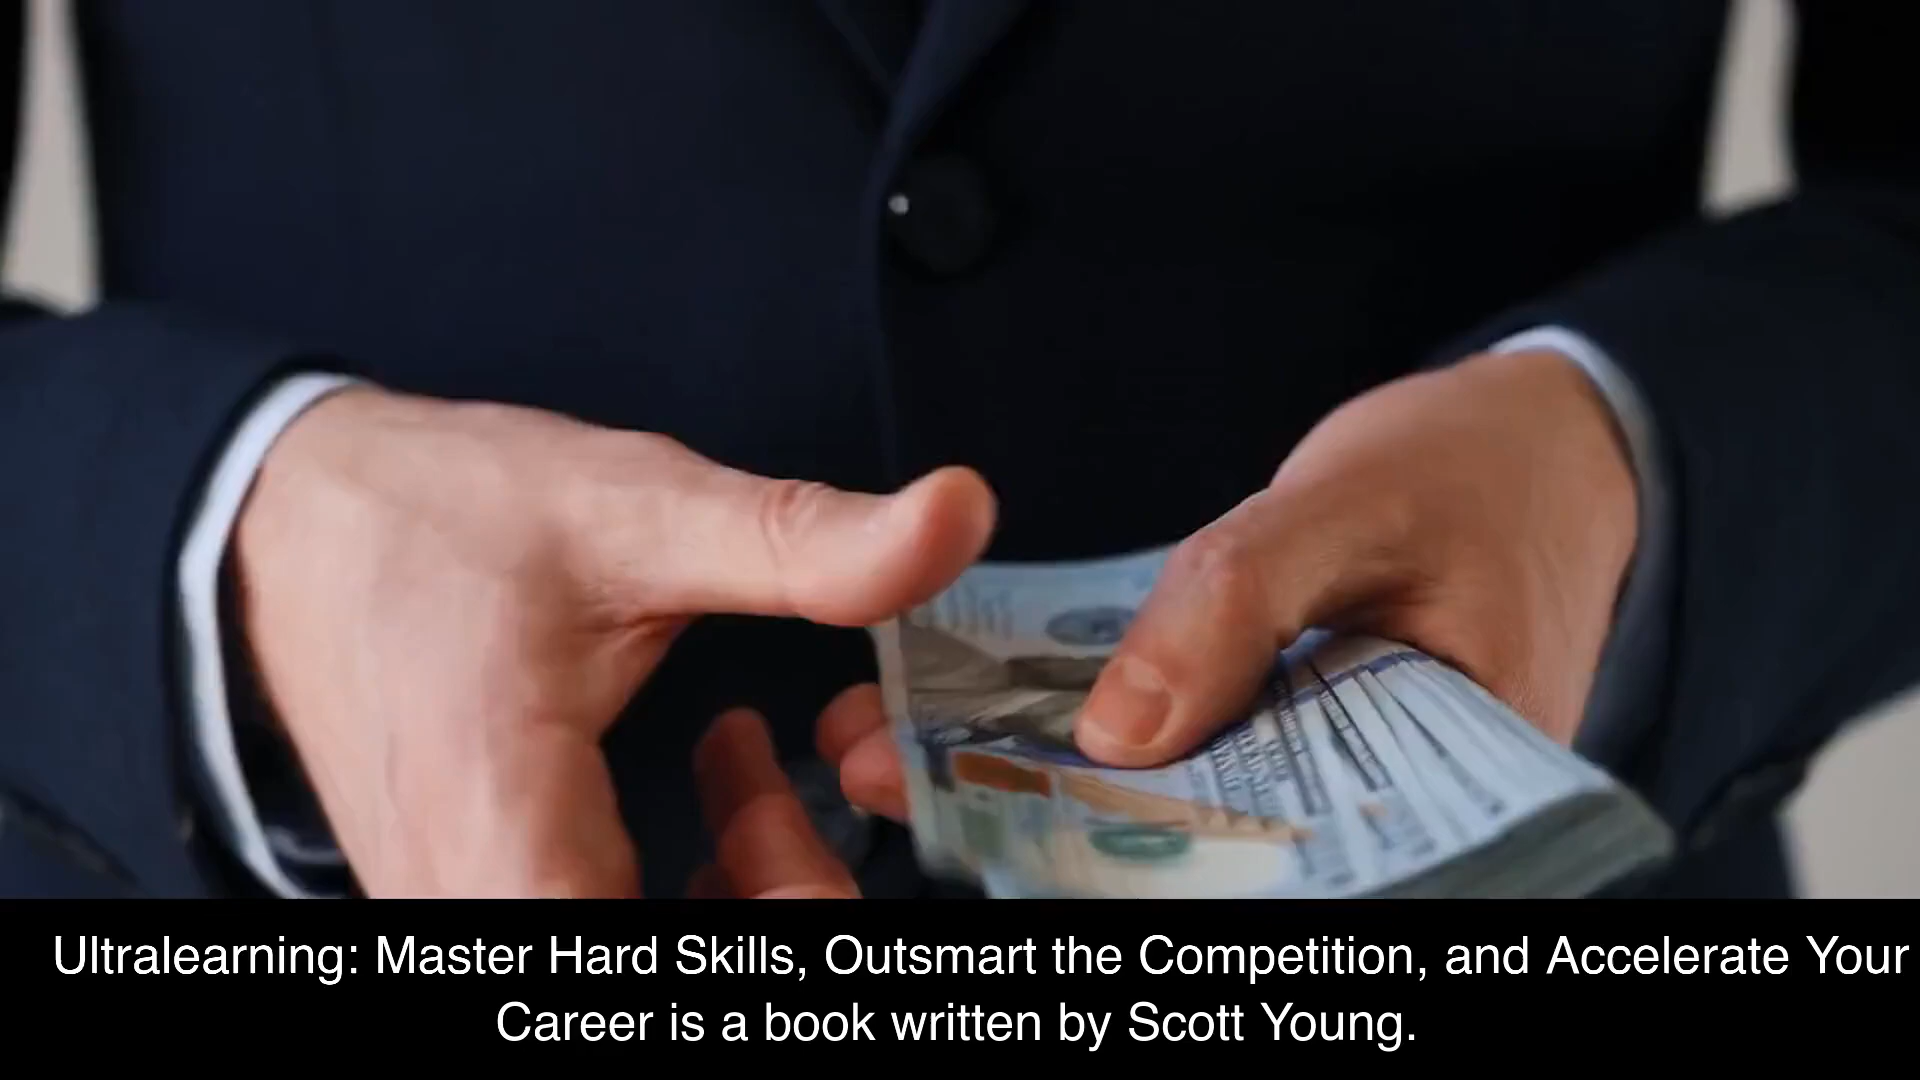 Ultralearning: Master Hard Skills, Outsmart the Competition, and Accelerate Your
Career is a book written by Scott Young.